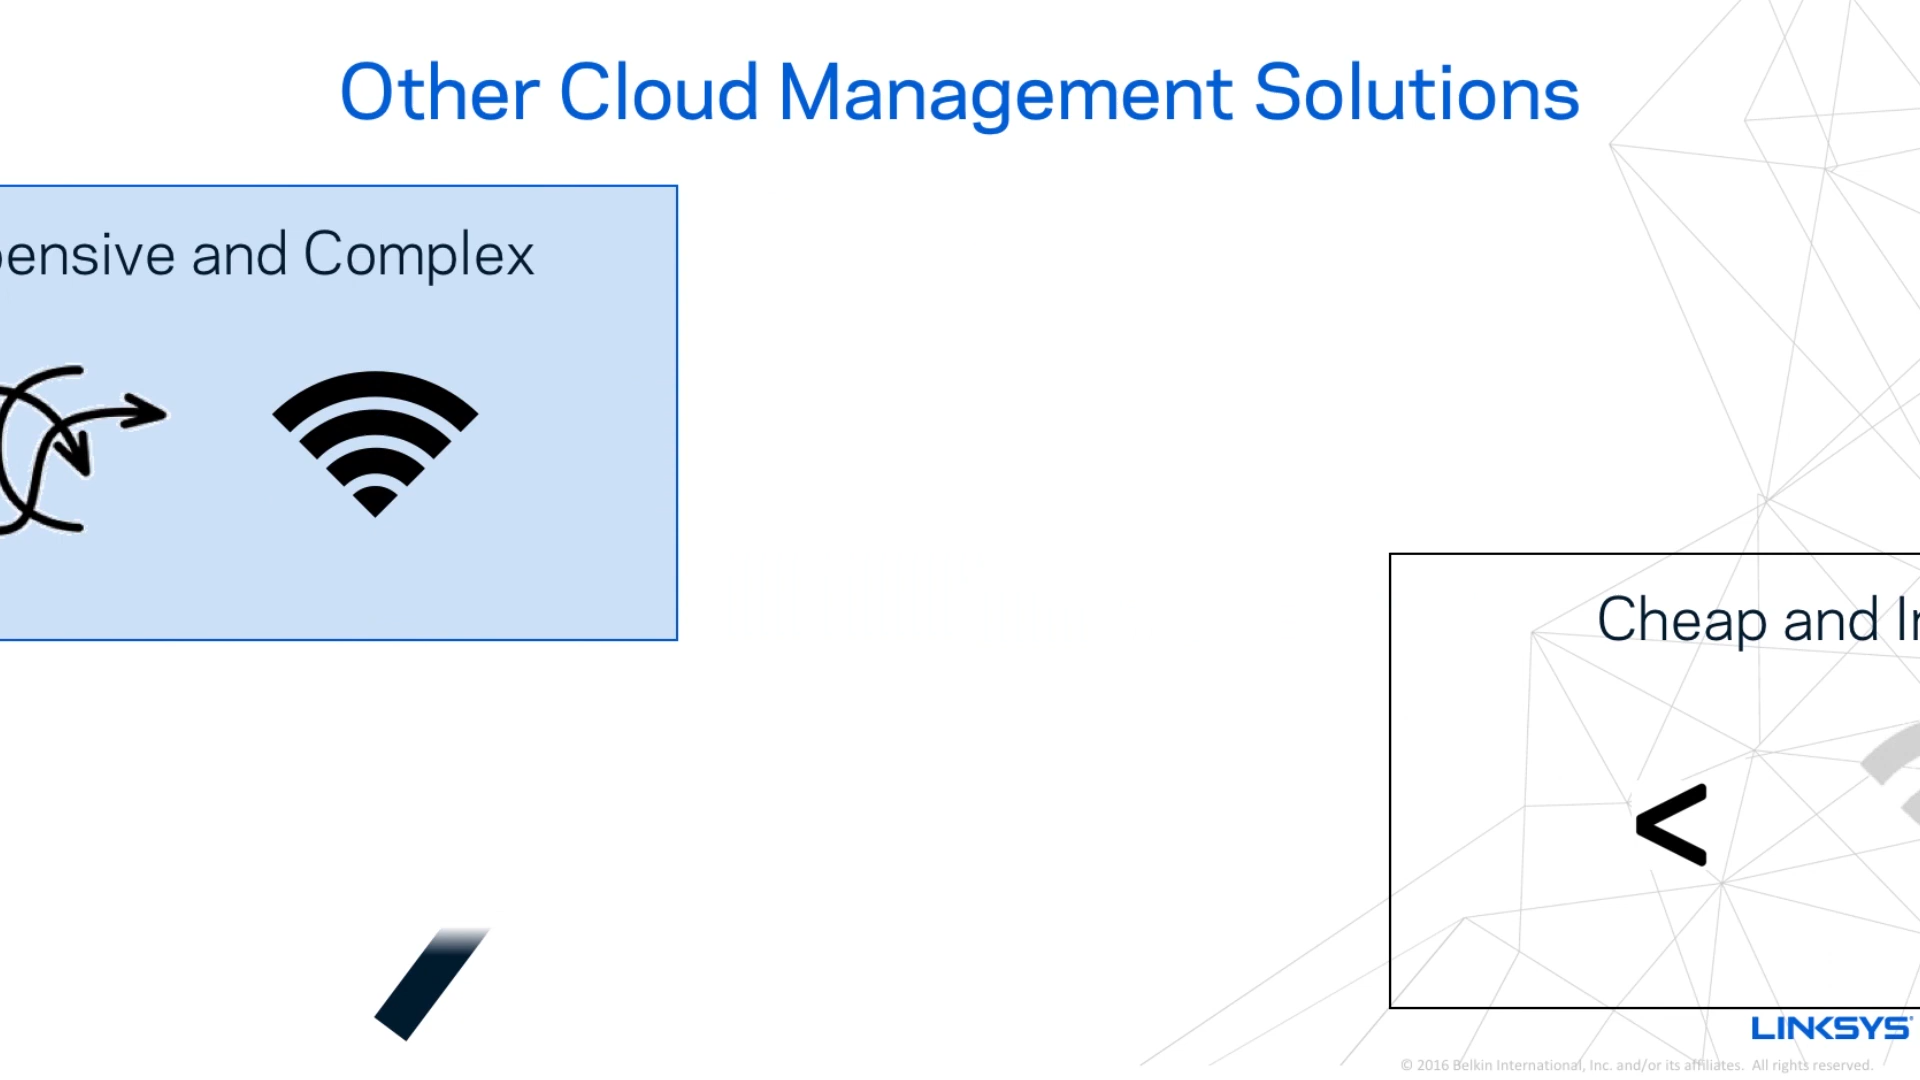 Other Cloud Management Solutions
and Complex
Cheap and
<
LINKSYS
© 2016 Belkin International, Inc. and/or its affiliates. All rights reserved.